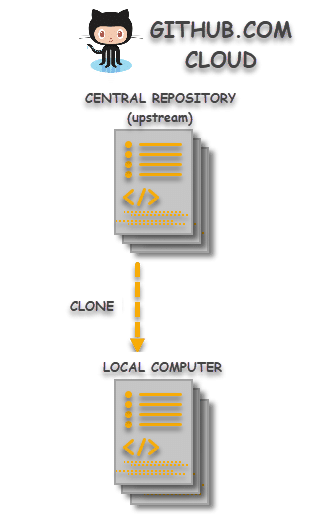 GITHUB.COM
CLOUD
CENTRAL REPOSITORY
(upstream)
</>
CLONE
LOCAL COMPUTER
</>